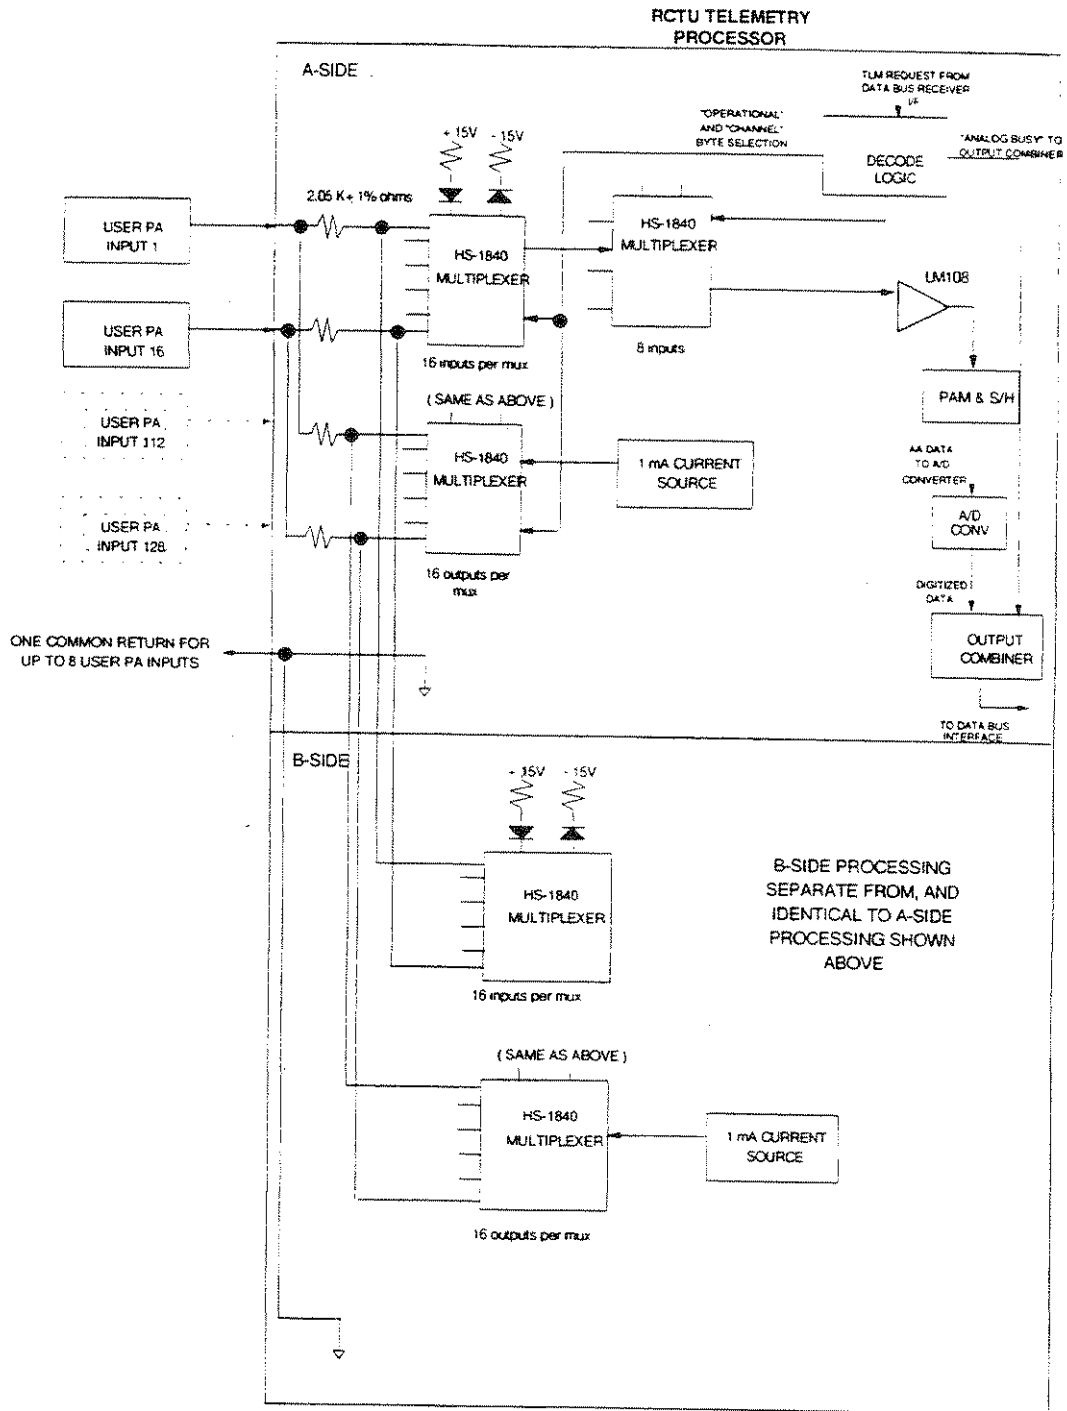 RCTU TELEMETRY
PROCESSOR
A-SIDE
TLM REQUEST FROM
DATA BUS RECEIVER
I/F
"OPERATIONAL"
AND "CHANNEL"
BYTE SELECTION
"ANALOG BUSY" TO
OUTPUT COMBINER
DECODE
LOGIC
+ 15V
- 15V
2.05 K+ 1% ohms
USER PA
INPUT 1
HS-1840
MULTIPLEXER
HS-1840
MULTIPLEXER
LM108
USER PA
INPUT 16
16 inputs per mux
8 inputs
( SAME AS ABOVE )
PAM & S/H
USER PA
INPUT 112
HS-1840
MULTIPLEXER
1 mA CURRENT
SOURCE
AA DATA
TO A/D
CONVERTER
A/D
CONV
USER PA
INPUT 128
16 outputs per
mux
DIGITIZED
DATA
ONE COMMON RETURN FOR
UP TO 8 USER PA INPUTS
OUTPUT
COMBINER
TO DATA BUS
INTERFACE
B-SIDE
+ 15V
- 15V
HS-1840
MULTIPLEXER
B-SIDE PROCESSING
SEPARATE FROM, AND
IDENTICAL TO A-SIDE
PROCESSING SHOWN
ABOVE
16 inputs per mux
( SAME AS ABOVE )
HS-1840
MULTIPLEXER
1 mA CURRENT
SOURCE
16 outputs per mux